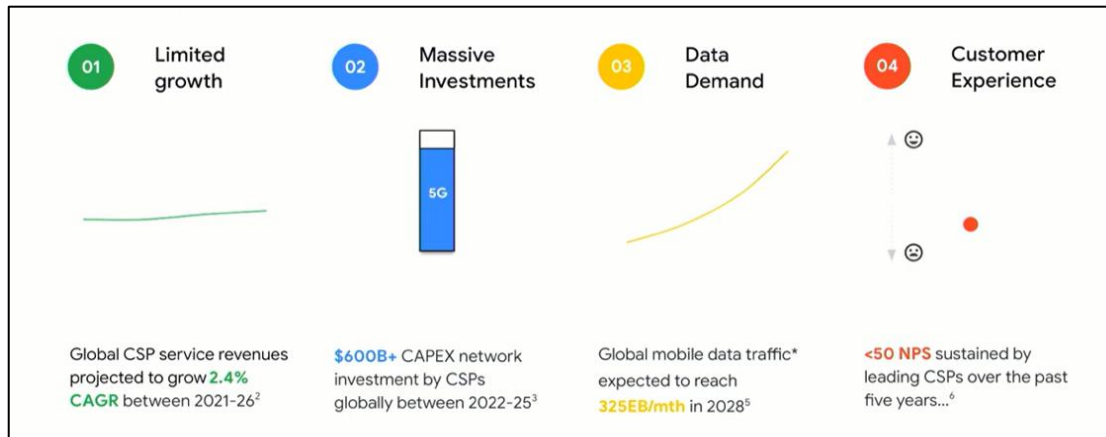 01
Limited
growth
Global CSP service revenues
projected to grow 2.4%
CAGR between 2021-26²
02
Massive
Investments
5G
$600B+ CAPEX network
investment by CSPs
globally between 2022-25³
03
Data
Demand
Global mobile data traffic*
expected to reach
325EB/mth in 2028⁵
04
Customer
Experience
<50 NPS sustained by
leading CSPs over the past
five years...⁶